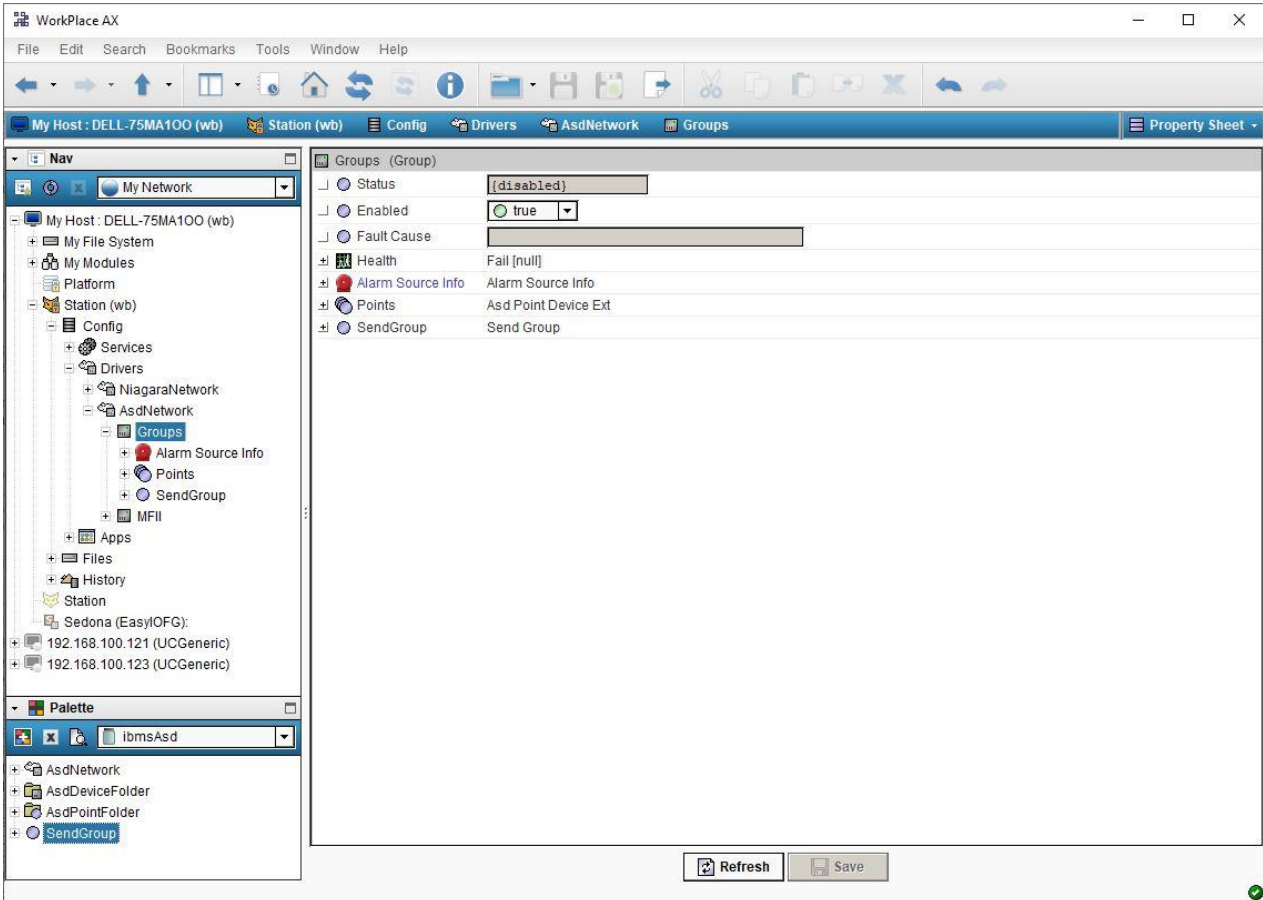 WorkPlace AX
File Edit Search Bookmarks Tools Window Help
My Host : DELL-75MA1OO (wb) Station (wb) Config Drivers AsdNetwork Groups Property Sheet
Nav
My Network
My Host : DELL-75MA1OO (wb)
My File System
My Modules
Platform
Station (wb)
Config
Services
Drivers
NiagaraNetwork
AsdNetwork
Groups
Alarm Source Info
Points
SendGroup
MFII
Apps
Files
History
Station
Sedona (EasyIOFG):
192.168.100.121 (UCGeneric)
192.168.100.123 (UCGeneric)
Palette
ibmsAsd
AsdNetwork
AsdDeviceFolder
AsdPointFolder
SendGroup
Groups (Group)
Status {disabled}
Enabled true
Fault Cause
Health Fail [null]
Alarm Source Info Alarm Source Info
Points Asd Point Device Ext
SendGroup Send Group
Refresh Save